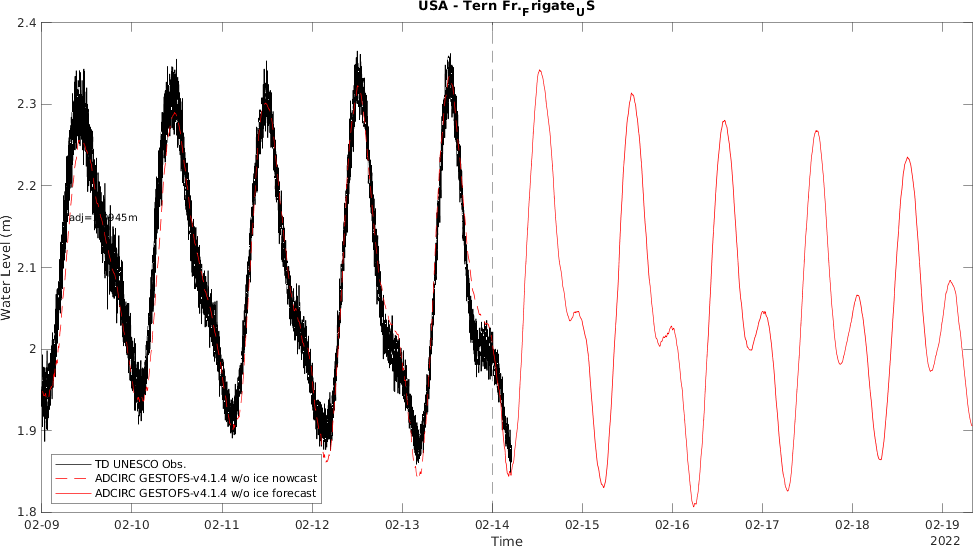 USA - Tern Fr.FrigateUS
2.4
2.3
2.2
2.1
2
1.9
1.8
Water Level (m)
adj= 945m
TD UNESCO Obs.
ADCIRC GESTOFS-v4.1.4 w/o ice nowcast
ADCIRC GESTOFS-v4.1.4 w/o ice forecast
02-09 02-10 02-11 02-12 02-13 02-14 02-15 02-16 02-17 02-18 02-19
Time
2022